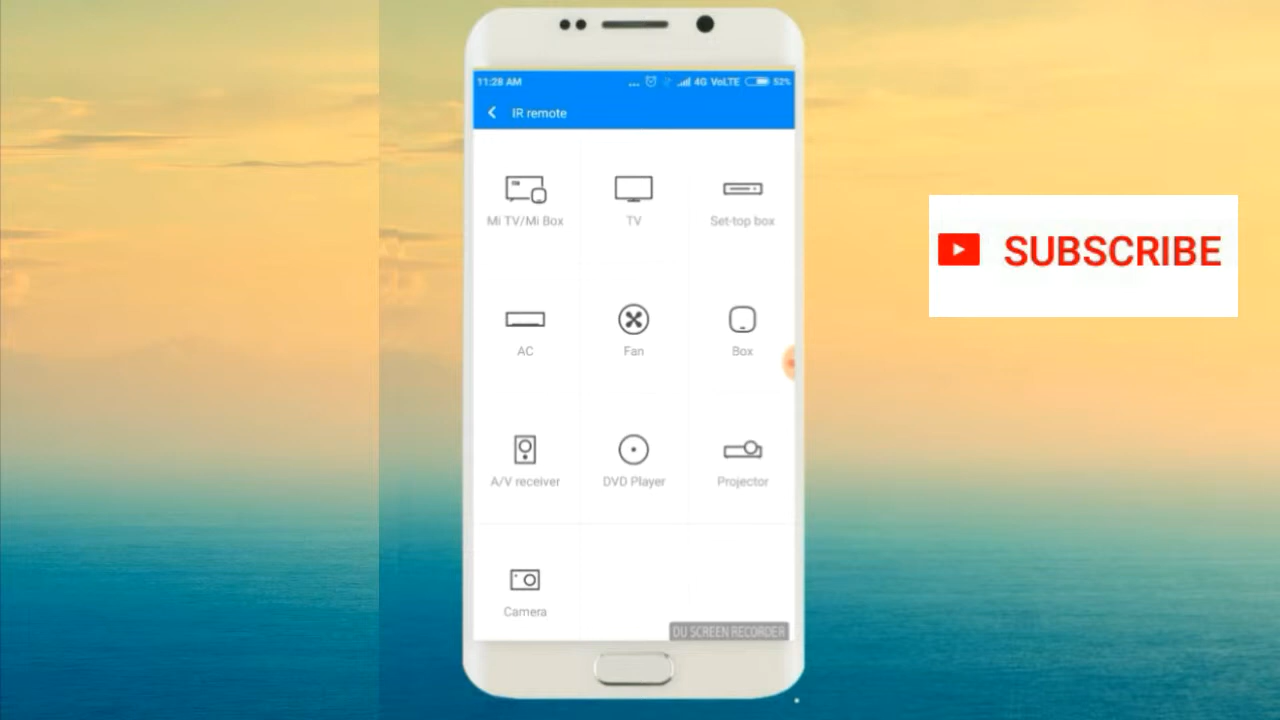 11:28 AM
... 4G VoLTE 52%
IR remote
Mi TV/Mi Box
TV
Set-top box
AC
Fan
Box
A/V receiver
DVD Player
Projector
Camera
DU SCREEN RECORDER
SUBSCRIBE